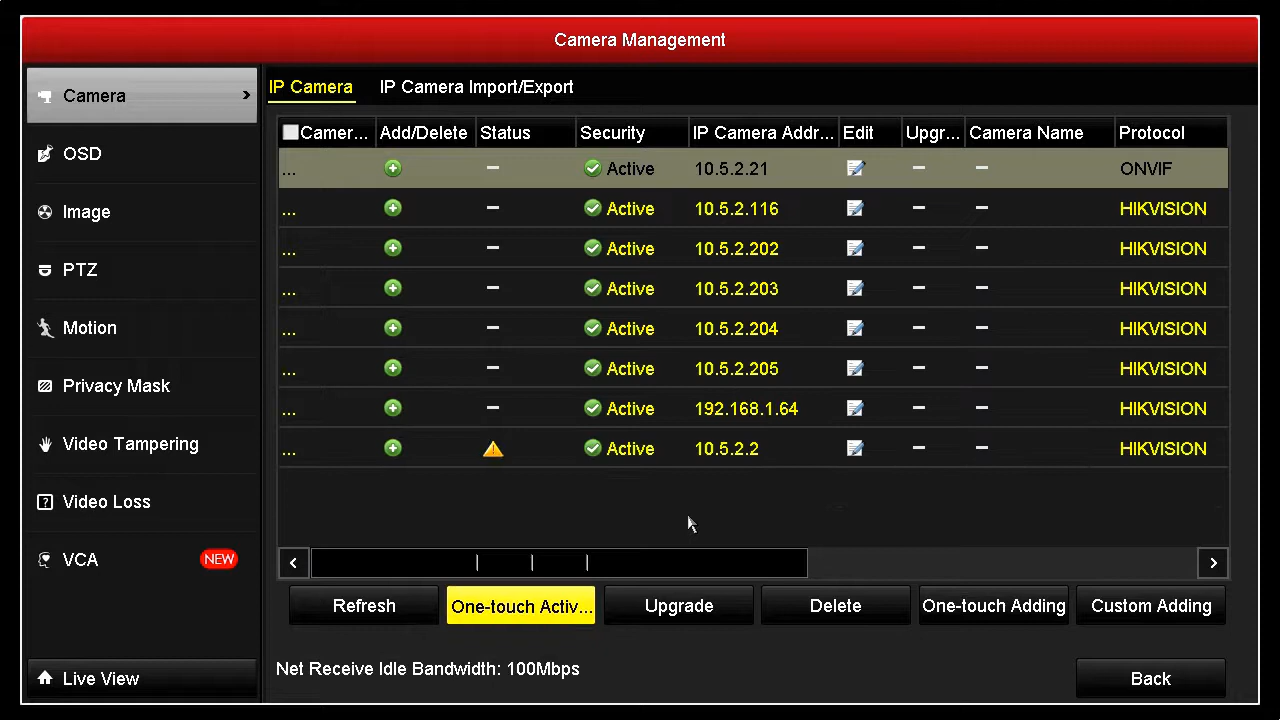 Camera Management
Camera
OSD
Image
PTZ
Motion
Privacy Mask
Video Tampering
Video Loss
VCA NEW
Live View
IP Camera IP Camera Import/Export
Camer... Add/Delete Status Security IP Camera Addr... Edit Upgr... Camera Name Protocol
... – Active 10.5.2.21 – – ONVIF
... – Active 10.5.2.116 – – HIKVISION
... – Active 10.5.2.202 – – HIKVISION
... – Active 10.5.2.203 – – HIKVISION
... – Active 10.5.2.204 – – HIKVISION
... – Active 10.5.2.205 – – HIKVISION
... – Active 192.168.1.64 – – HIKVISION
... Active 10.5.2.2 – – HIKVISION
Refresh One-touch Activ... Upgrade Delete One-touch Adding Custom Adding
Net Receive Idle Bandwidth: 100Mbps
Back